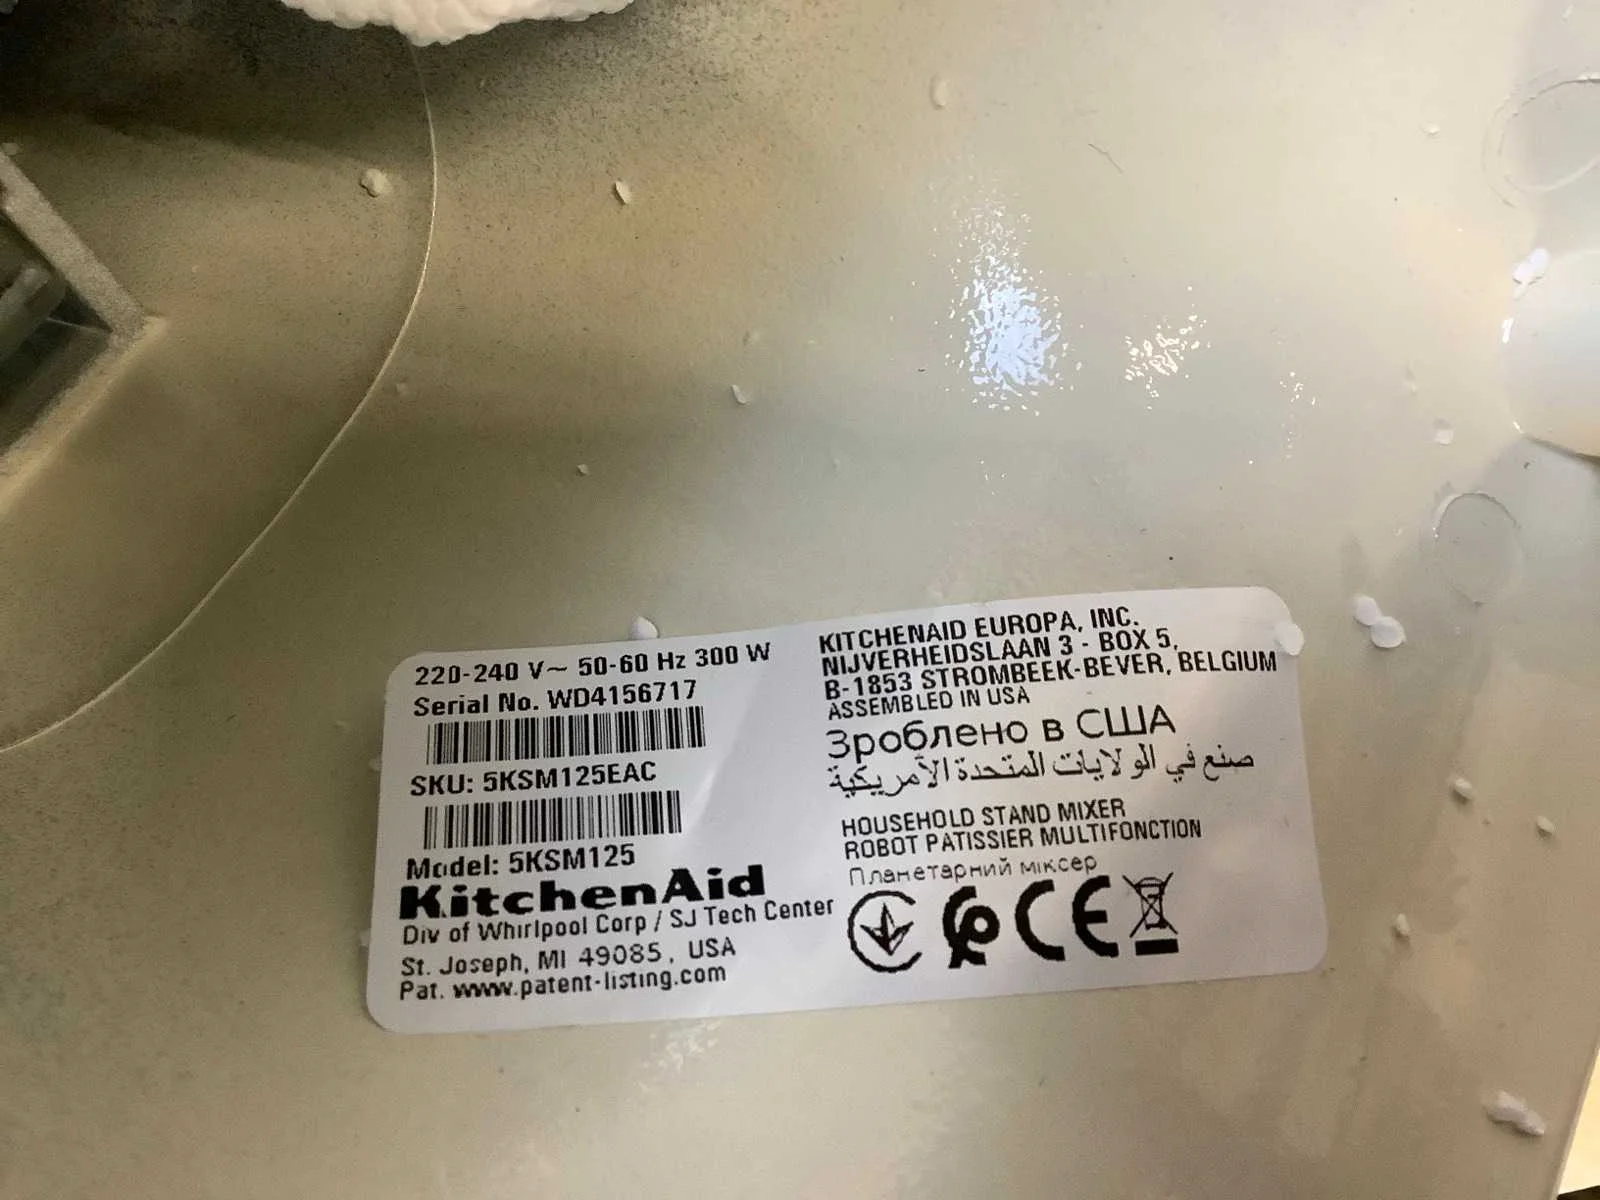 220-240 V~ 50-60 Hz 300 W
Serial No. WD4156717
SKU: 5KSM125EAC
Model: 5KSM125
KitchenAid
Div of Whirlpool Corp / SJ Tech Center
St. Joseph, MI 49085, USA
Pat. www.patent-listing.com
KITCHENAID EUROPA, INC.
NIJVERHEIDSLAAN 3 - BOX 5,
B-1853 STROMBEEK-BEVER, BELGIUM
ASSEMBLED IN USA
Зроблено в США
صنع في الولايات المتحدة الأمريكية
HOUSEHOLD STAND MIXER
ROBOT PATISSIER MULTIFONCTION
Планетарний міксер
CE